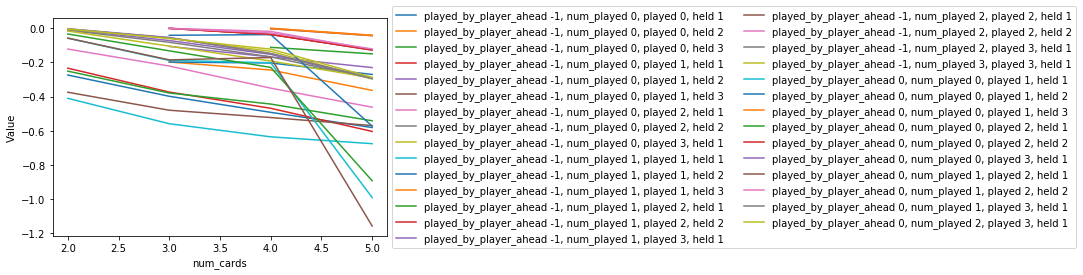 0.0
−0.2
−0.4
−0.6
−0.8
−1.0
−1.2
Value
2.0 2.5 3.0 3.5 4.0 4.5 5.0
num_cards
played_by_player_ahead -1, num_played 0, played 0, held 1
played_by_player_ahead -1, num_played 0, played 0, held 2
played_by_player_ahead -1, num_played 0, played 0, held 3
played_by_player_ahead -1, num_played 0, played 1, held 1
played_by_player_ahead -1, num_played 0, played 1, held 2
played_by_player_ahead -1, num_played 0, played 1, held 3
played_by_player_ahead -1, num_played 0, played 2, held 1
played_by_player_ahead -1, num_played 0, played 2, held 2
played_by_player_ahead -1, num_played 0, played 3, held 1
played_by_player_ahead -1, num_played 1, played 1, held 1
played_by_player_ahead -1, num_played 1, played 1, held 2
played_by_player_ahead -1, num_played 1, played 1, held 3
played_by_player_ahead -1, num_played 1, played 2, held 1
played_by_player_ahead -1, num_played 1, played 2, held 2
played_by_player_ahead -1, num_played 1, played 3, held 1
played_by_player_ahead -1, num_played 2, played 2, held 1
played_by_player_ahead -1, num_played 2, played 2, held 2
played_by_player_ahead -1, num_played 2, played 3, held 1
played_by_player_ahead -1, num_played 3, played 3, held 1
played_by_player_ahead 0, num_played 0, played 1, held 1
played_by_player_ahead 0, num_played 0, played 1, held 2
played_by_player_ahead 0, num_played 0, played 1, held 3
played_by_player_ahead 0, num_played 0, played 2, held 1
played_by_player_ahead 0, num_played 0, played 2, held 2
played_by_player_ahead 0, num_played 0, played 3, held 1
played_by_player_ahead 0, num_played 1, played 2, held 1
played_by_player_ahead 0, num_played 1, played 2, held 2
played_by_player_ahead 0, num_played 1, played 3, held 1
played_by_player_ahead 0, num_played 2, played 3, held 1